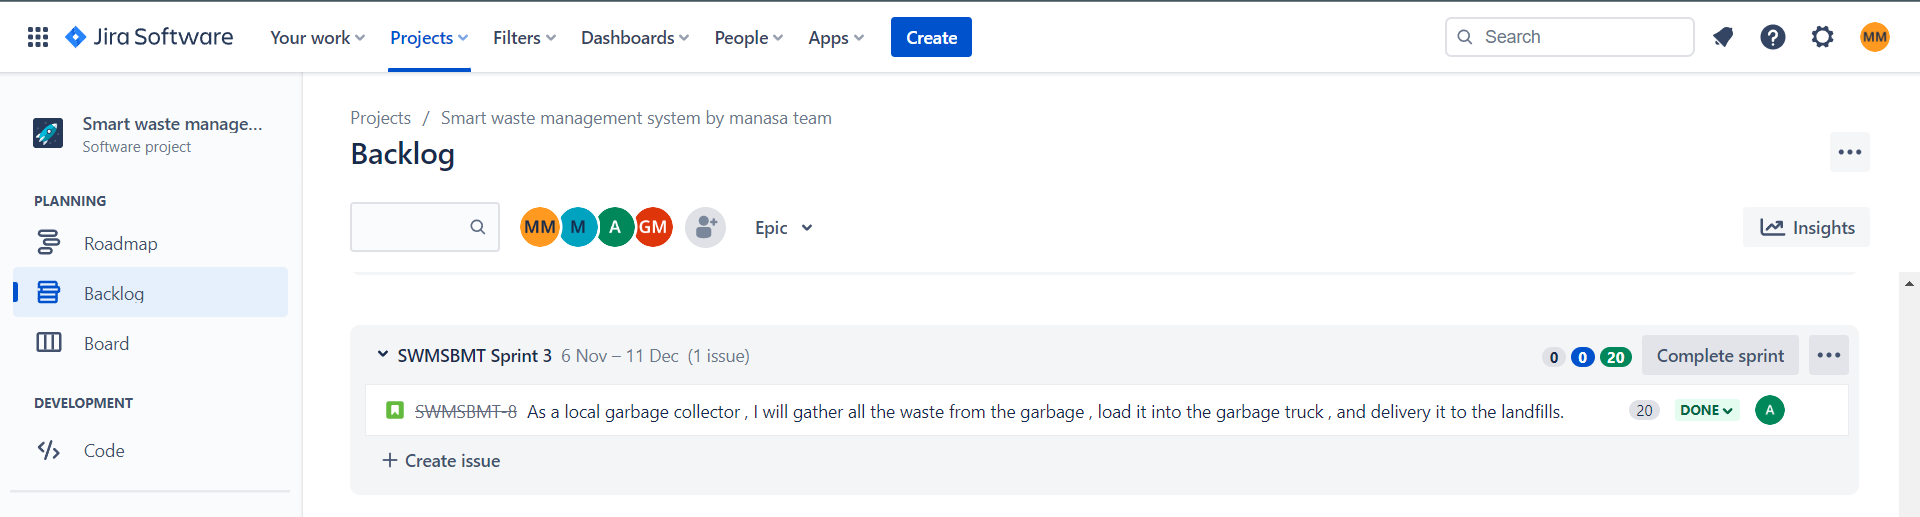 Jira Software Your work Projects Filters Dashboards People Apps Create Search MM
Smart waste manage...
Software project
PLANNING
Roadmap
Backlog
Board
DEVELOPMENT
Code
Projects / Smart waste management system by manasa team
Backlog
MM M A GM Epic Insights
SWMSBMT Sprint 3 6 Nov – 11 Dec (1 issue) 0 0 20 Complete sprint
SWMSBMT-8 As a local garbage collector , I will gather all the waste from the garbage , load it into the garbage truck , and delivery it to the landfills. 20 DONE A
+ Create issue